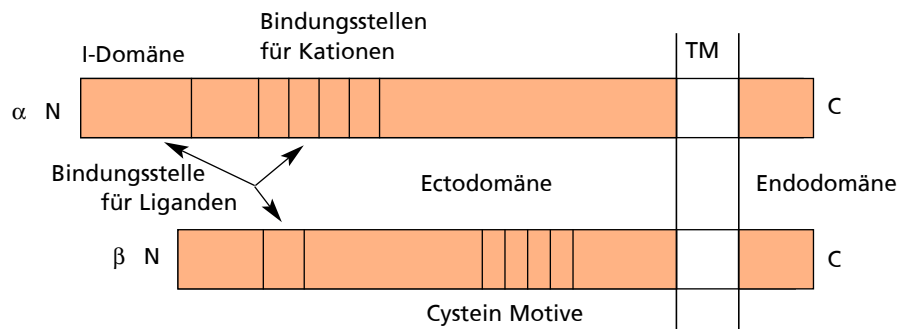 Bindungsstellen
für Kationen
I-Domäne
TM
α N
C
Bindungsstelle
für Liganden
Ectodomäne
Endodomäne
β N
C
Cystein Motive